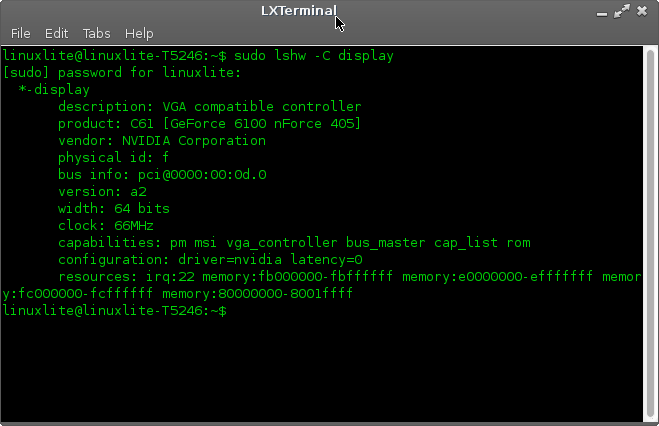 LXTerminal
File Edit Tabs Help
linuxlite@linuxlite-T5246:~$ sudo lshw -C display
[sudo] password for linuxlite:
  *-display
       description: VGA compatible controller
       product: C61 [GeForce 6100 nForce 405]
       vendor: NVIDIA Corporation
       physical id: f
       bus info: pci@0000:00:0d.0
       version: a2
       width: 64 bits
       clock: 66MHz
       capabilities: pm msi vga_controller bus_master cap_list rom
       configuration: driver=nvidia latency=0
       resources: irq:22 memory:fb000000-fbffffff memory:e0000000-efffffff memor
y:fc000000-fcffffff memory:80000000-8001ffff
linuxlite@linuxlite-T5246:~$